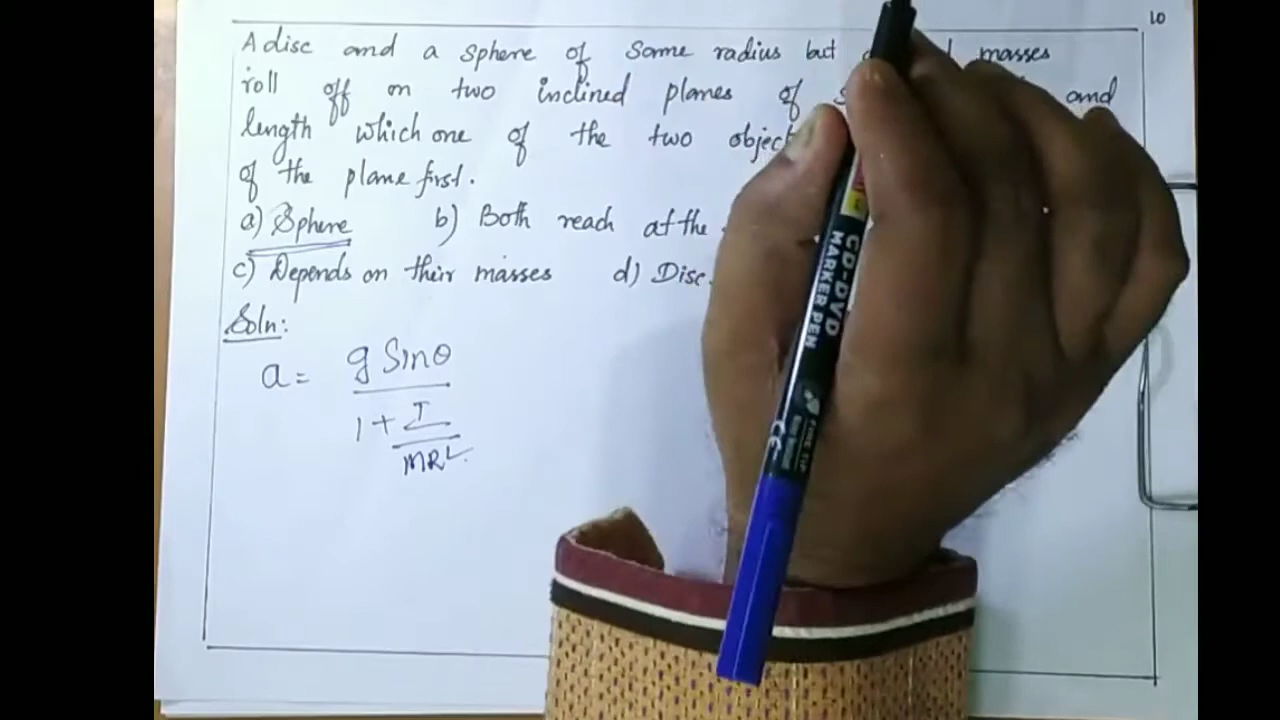 10
A disc and a sphere of same radius but masses
roll off on two inclined planes of and
length which one of the two object
of the plane first.
a) Sphere b) Both reach at the
c) Depends on their masses d) Disc.
Soln:
a = g Sinθ
1 + I
MR²
CD-DVD
MARKER PEN
CE